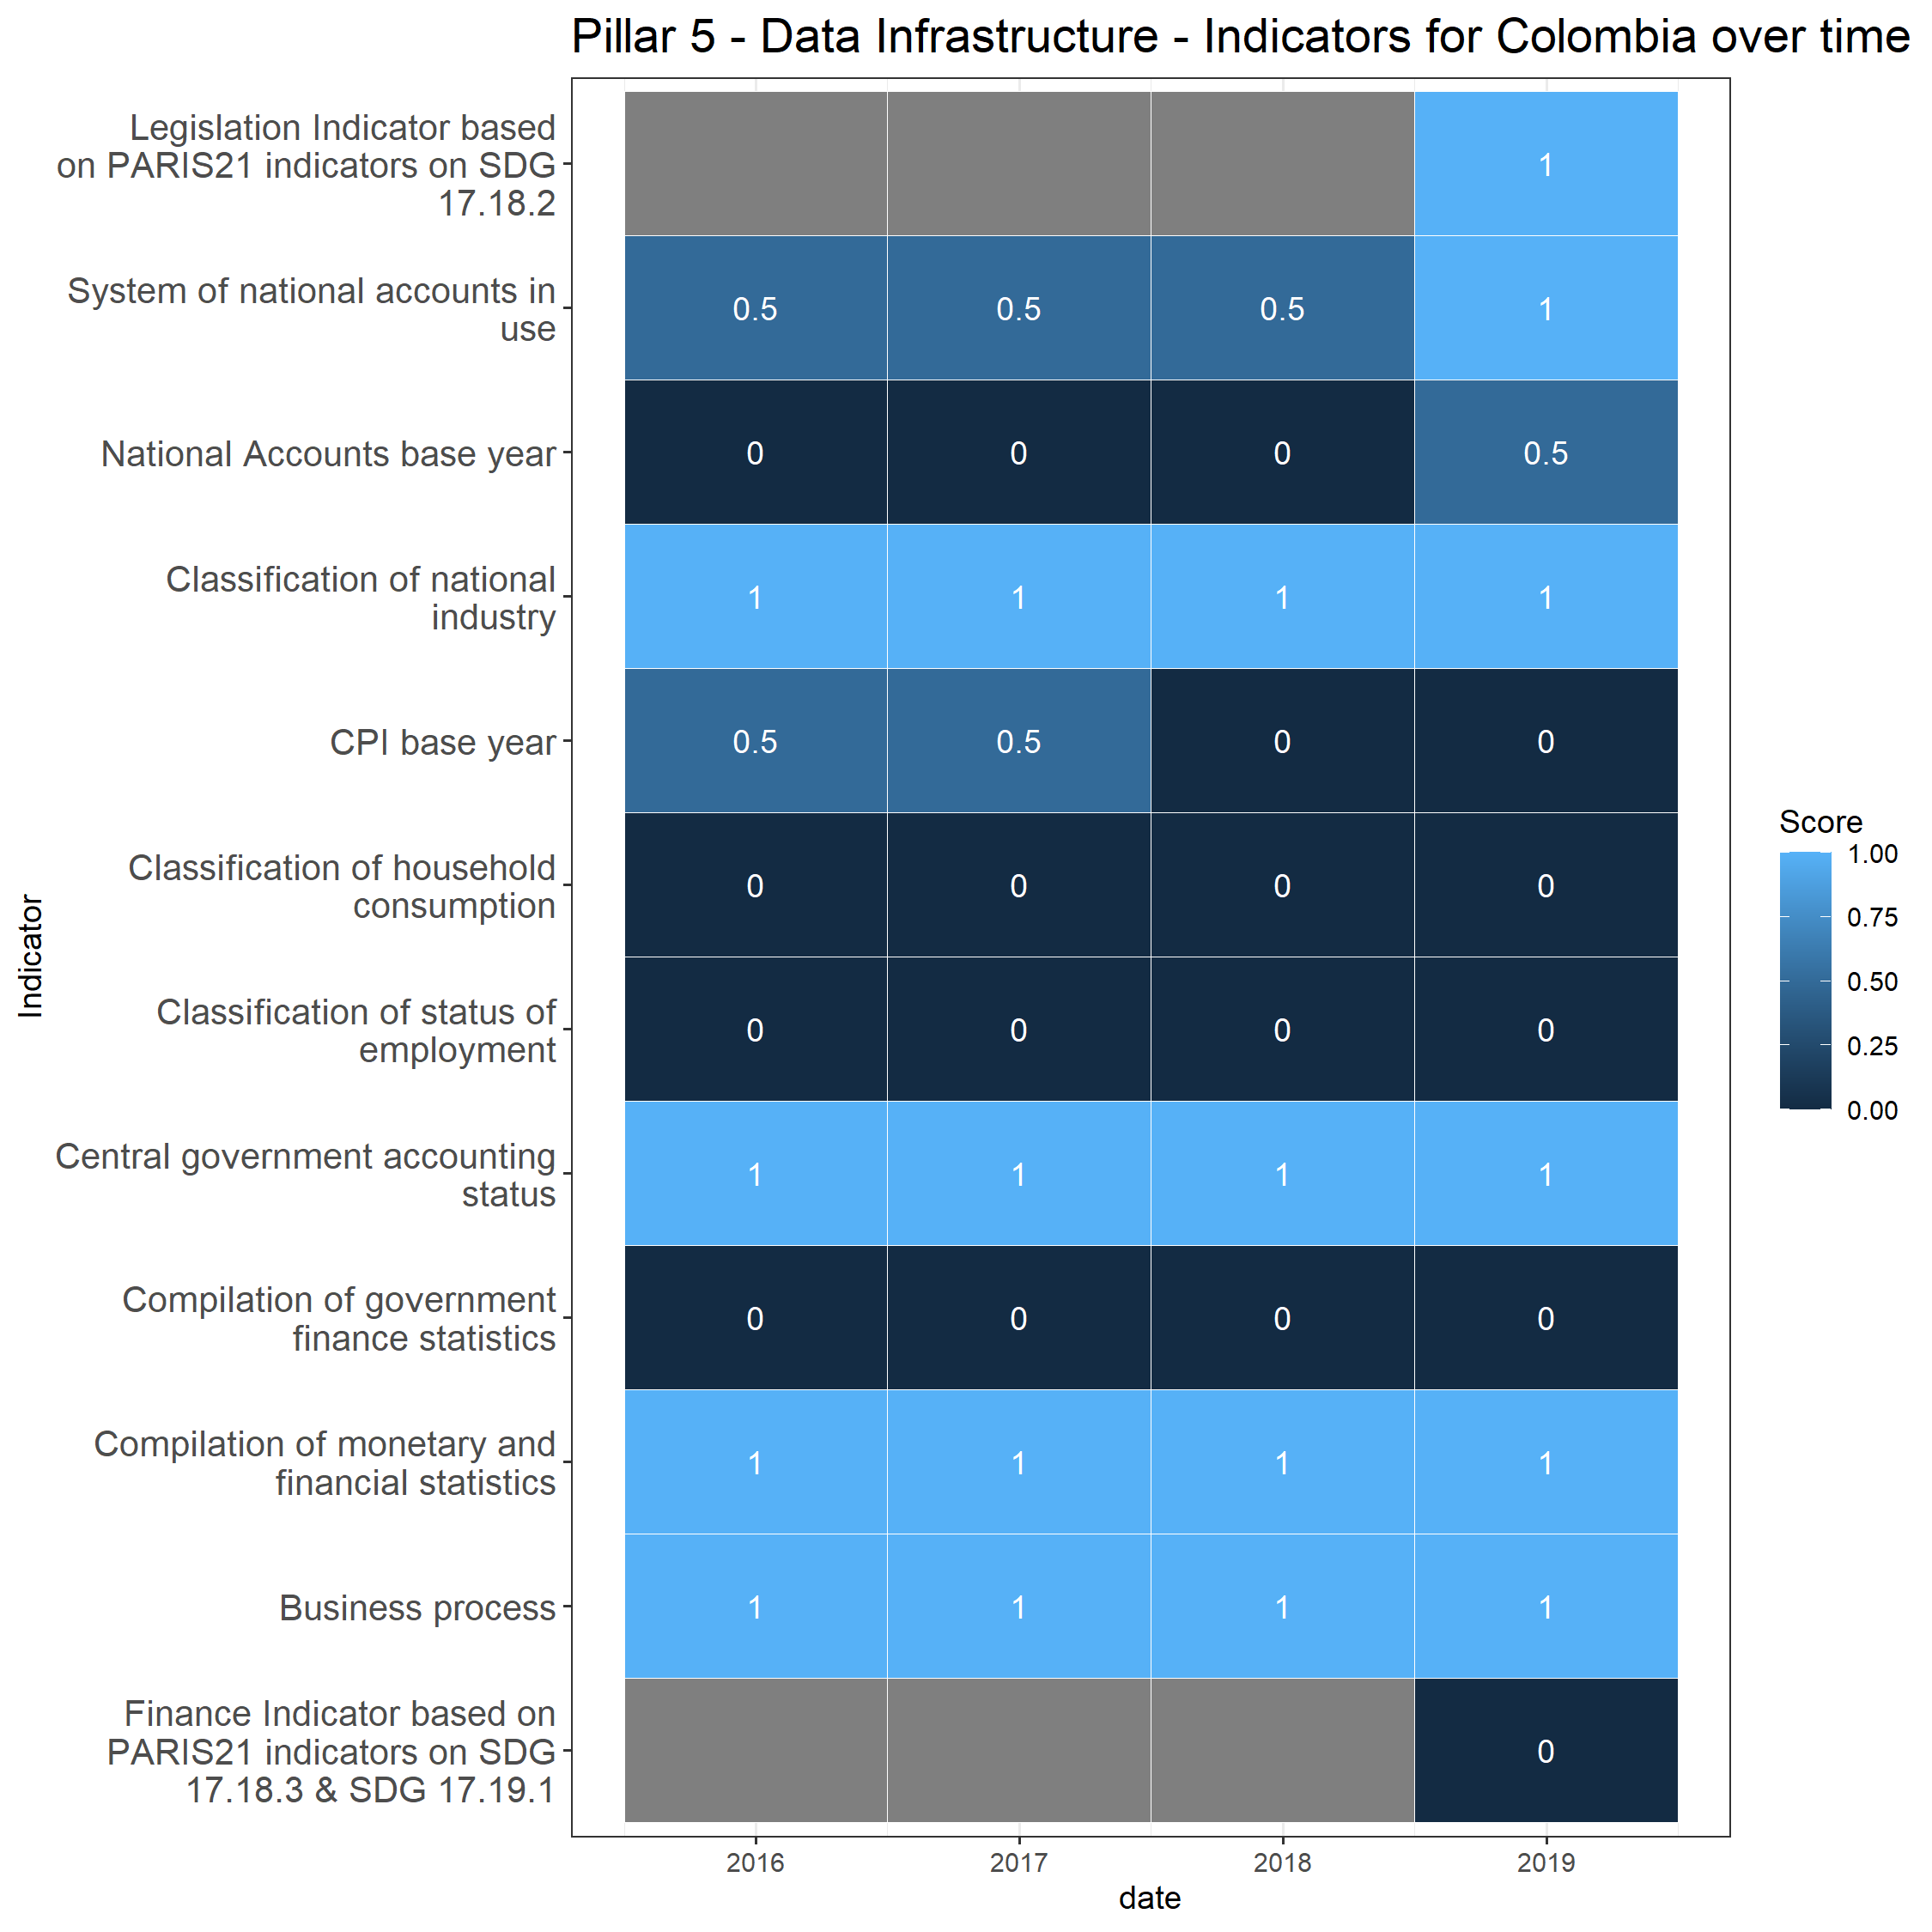 Pillar 5 - Data Infrastructure - Indicators for Colombia over time
Indicator
Legislation Indicator based
on PARIS21 indicators on SDG
17.18.2
1
System of national accounts in
use
0.5 0.5 0.5 1
National Accounts base year
0 0 0 0.5
Classification of national
industry
1 1 1 1
CPI base year
0.5 0.5 0 0
Classification of household
consumption
0 0 0 0
Classification of status of
employment
0 0 0 0
Central government accounting
status
1 1 1 1
Compilation of government
finance statistics
0 0 0 0
Compilation of monetary and
financial statistics
1 1 1 1
Business process
1 1 1 1
Finance Indicator based on
PARIS21 indicators on SDG
17.18.3 & SDG 17.19.1
0
2016 2017 2018 2019
date
Score
1.00
0.75
0.50
0.25
0.00